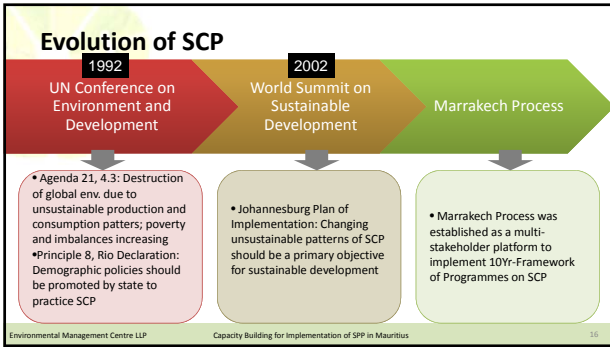 Evolution of SCP
1992
UN Conference on
Environment and
Development
2002
World Summit on
Sustainable
Development
Marrakech Process
• Agenda 21, 4.3: Destruction
of global env. due to
unsustainable production and
consumption patters; poverty
and imbalances increasing
•Principle 8, Rio Declaration:
Demographic policies should
be promoted by state to
practice SCP
• Johannesburg Plan of
Implementation: Changing
unsustainable patterns of SCP
should be a primary objective
for sustainable development
• Marrakech Process was
established as a multi-
stakeholder platform to
implement 10Yr-Framework
of Programmes on SCP
Environmental Management Centre LLP
Capacity Building for Implementation of SPP in Mauritius
16